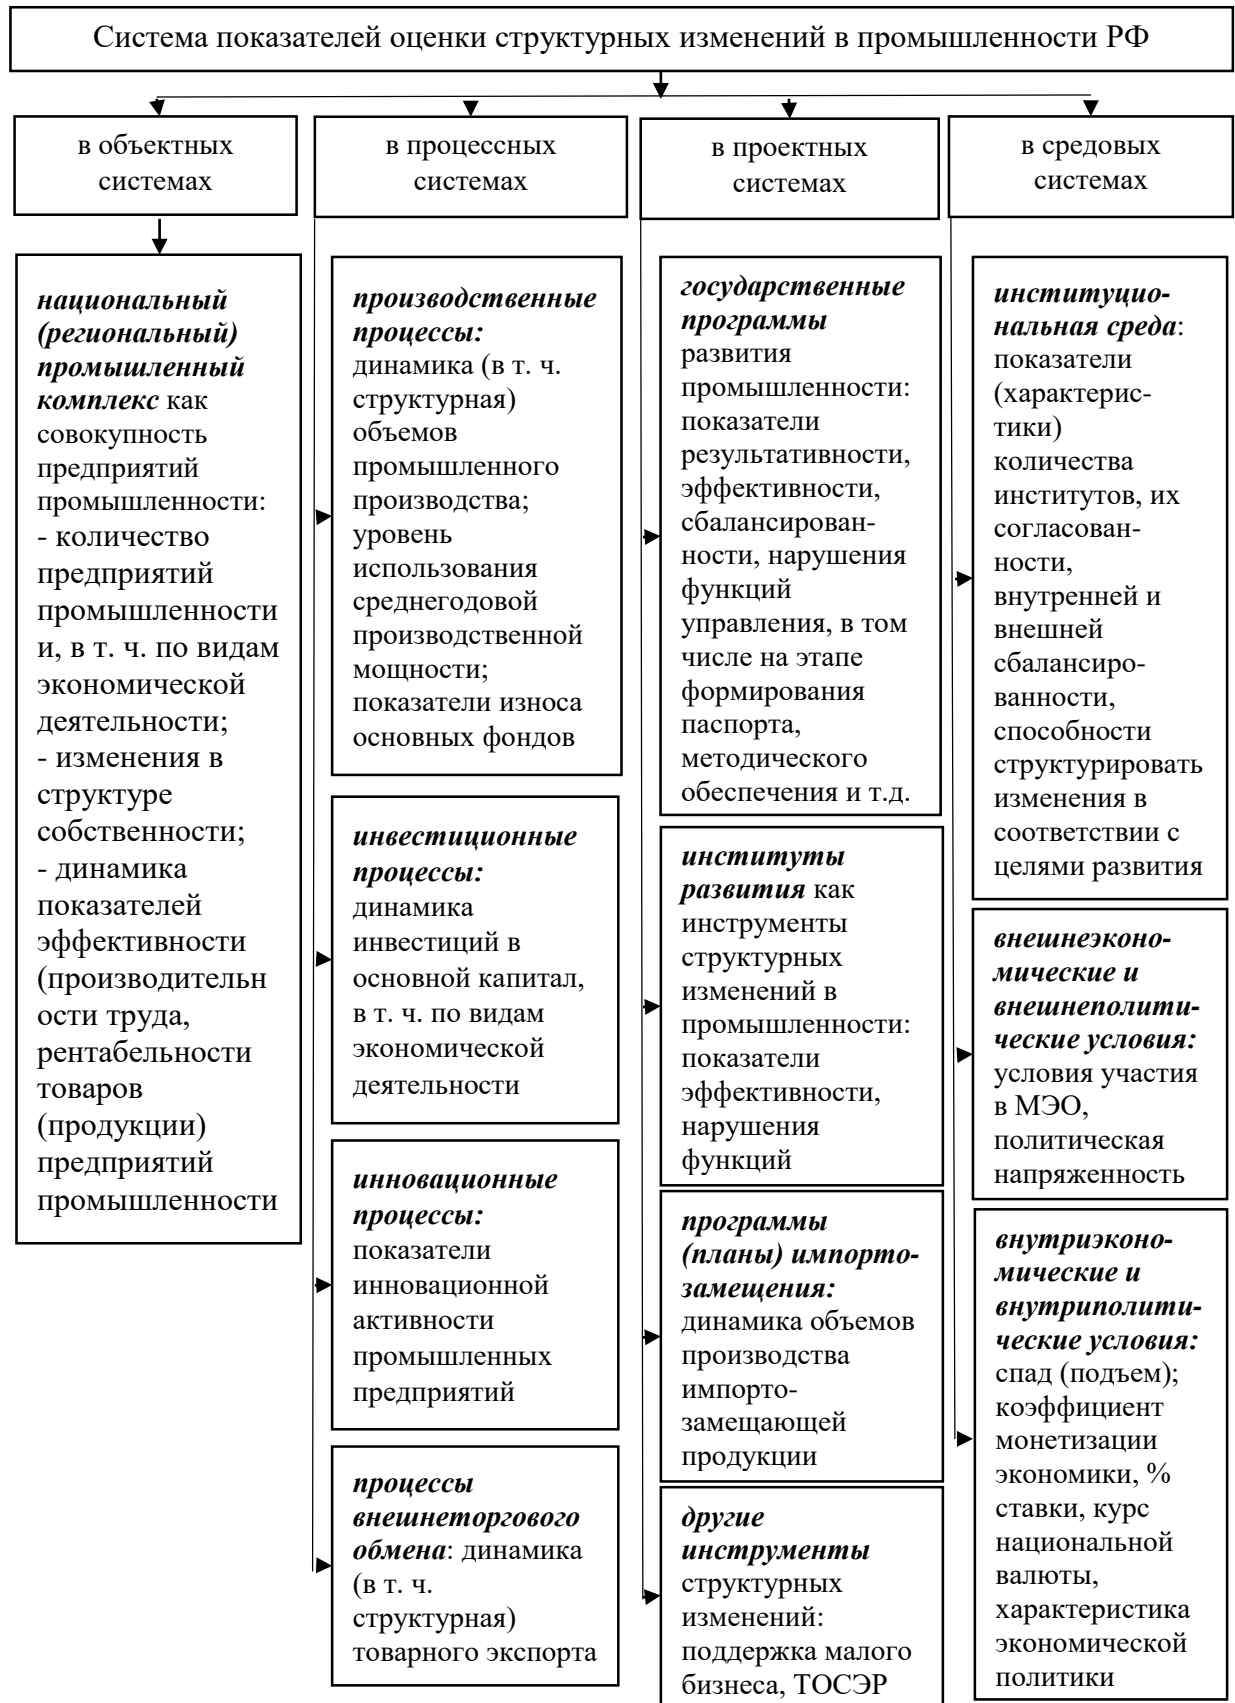 Система показателей оценки структурных изменений в промышленности РФ
в объектных
системах
в процессных
системах
в проектных
системах
в средовых
системах
национальный
(региональный)
промышленный
комплекс как
совокупность
предприятий
промышленности:
- количество
предприятий
промышленности
и, в т. ч. по видам
экономической
деятельности;
- изменения в
структуре
собственности;
- динамика
показателей
эффективности
(производительн
ости труда,
рентабельности
товаров
(продукции)
предприятий
промышленности
производственные
процессы:
динамика (в т. ч.
структурная)
объемов
промышленного
производства;
уровень
использования
среднегодовой
производственной
мощности;
показатели износа
основных фондов
инвестиционные
процессы:
динамика
инвестиций в
основной капитал,
в т. ч. по видам
экономической
деятельности
инновационные
процессы:
показатели
инновационной
активности
промышленных
предприятий
процессы
внешнеторгового
обмена: динамика
(в т. ч.
структурная)
товарного экспорта
государственные
программы
развития
промышленности:
показатели
результативности,
эффективности,
сбалансирован-
ности, нарушения
функций
управления, в том
числе на этапе
формирования
паспорта,
методического
обеспечения и т.д.
институты
развития как
инструменты
структурных
изменений в
промышленности:
показатели
эффективности,
нарушения
функций
программы
(планы) импорто-
замещения:
динамика объемов
производства
импорто-
замещающей
продукции
другие
инструменты
структурных
изменений:
поддержка малого
бизнеса, ТОСЭР
институцио-
нальная среда:
показатели
(характерис-
тики)
количества
институтов, их
согласован-
ности,
внутренней и
внешней
сбалансиро-
ванности,
способности
структурировать
изменения в
соответствии с
целями развития
внешнеэконо-
мические и
внешнеполити-
ческие условия:
условия участия
в МЭО,
политическая
напряженность
внутриэконо-
мические и
внутриполити-
ческие условия:
спад (подъем);
коэффициент
монетизации
экономики, %
ставки, курс
национальной
валюты,
характеристика
экономической
политики